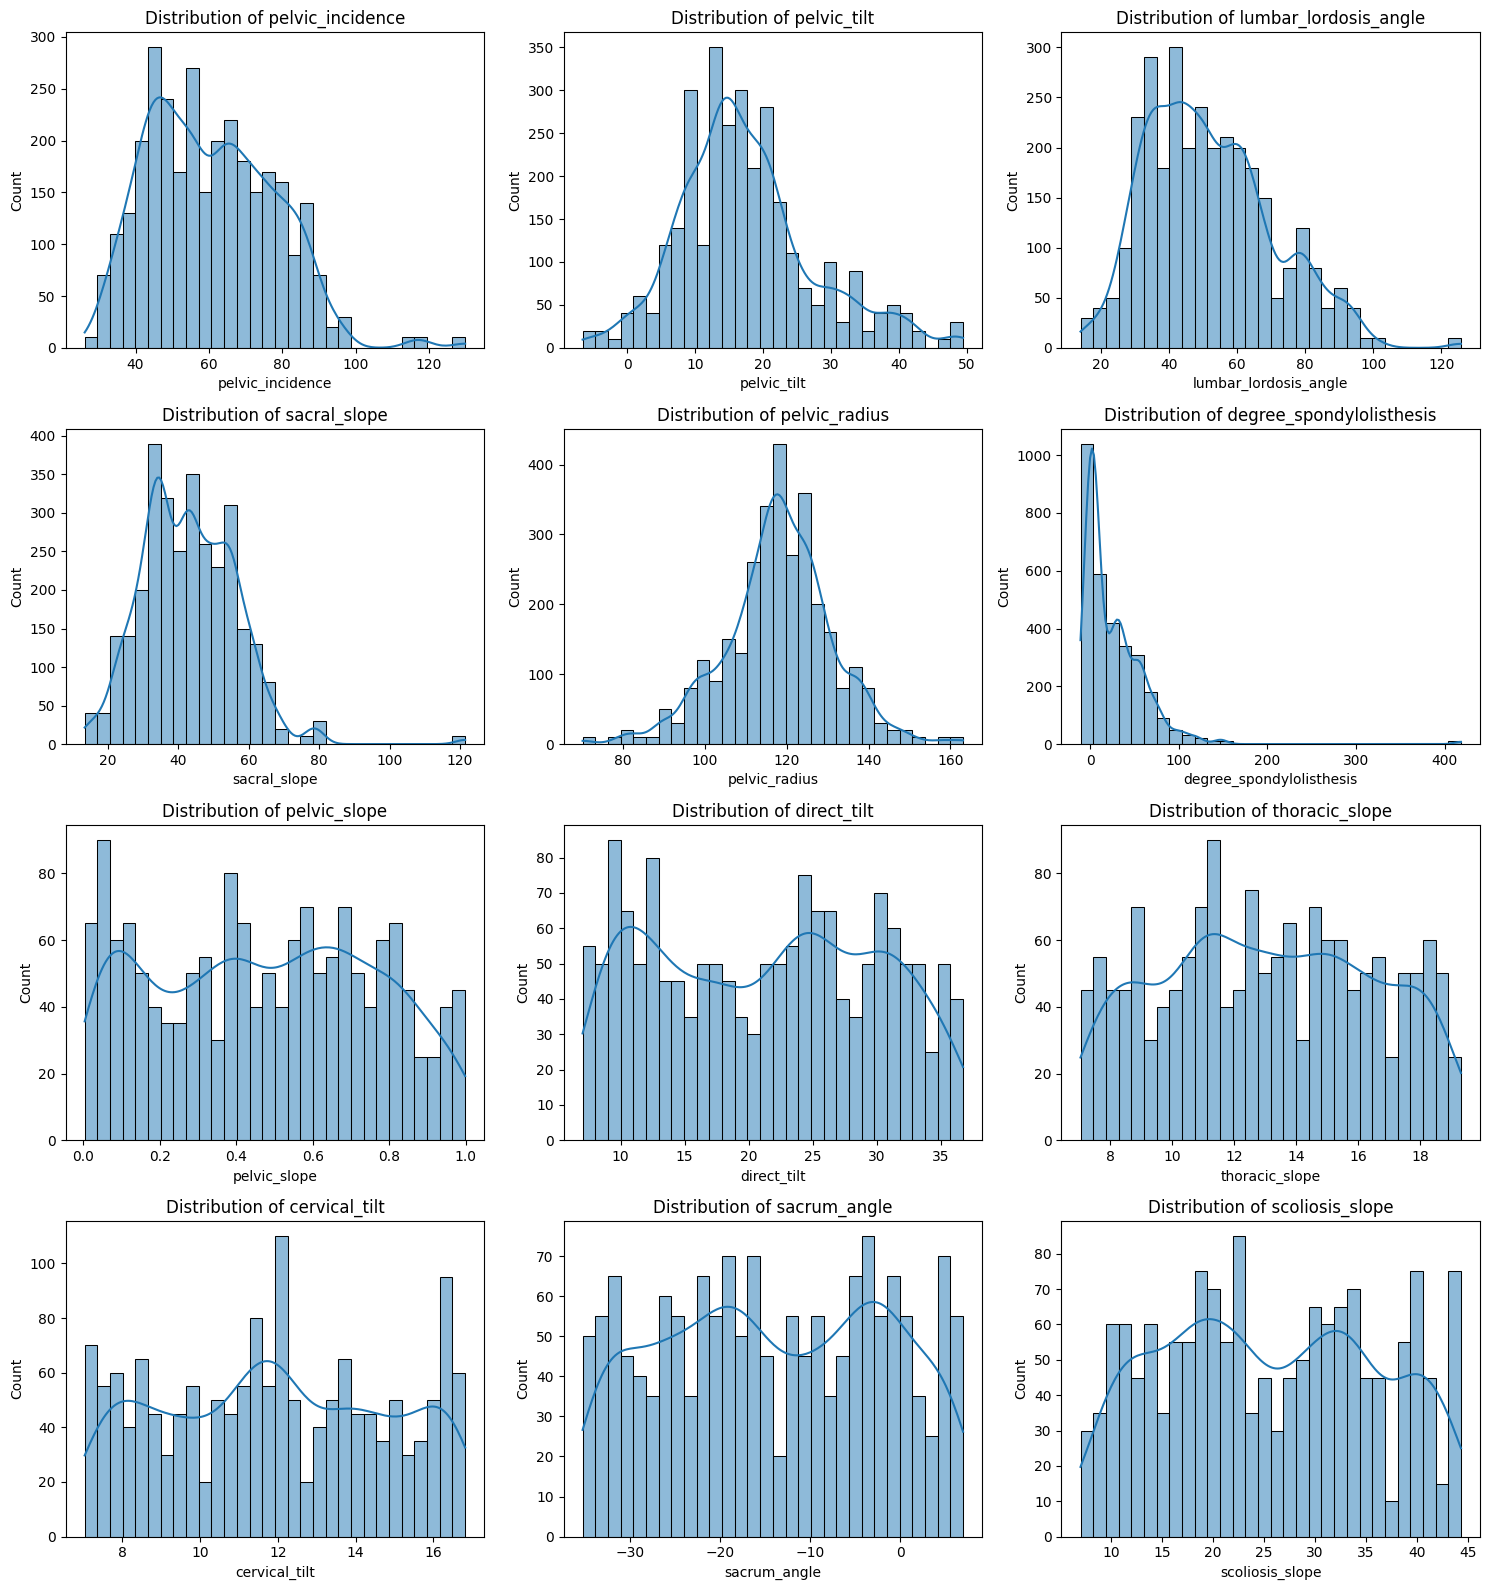 Distribution of pelvic_incidence
Count
300
250
200
150
100
50
0
40 60 80 100 120
pelvic_incidence
Distribution of pelvic_tilt
Count
350
300
250
200
150
100
50
0
0 10 20 30 40 50
pelvic_tilt
Distribution of lumbar_lordosis_angle
Count
300
250
200
150
100
50
0
20 40 60 80 100 120
lumbar_lordosis_angle
Distribution of sacral_slope
Count
400
350
300
250
200
150
100
50
0
20 40 60 80 100 120
sacral_slope
Distribution of pelvic_radius
Count
400
300
200
100
0
80 100 120 140 160
pelvic_radius
Distribution of degree_spondylolisthesis
Count
1000
800
600
400
200
0
0 100 200 300 400
degree_spondylolisthesis
Distribution of pelvic_slope
Count
80
60
40
20
0
0.0 0.2 0.4 0.6 0.8 1.0
pelvic_slope
Distribution of direct_tilt
Count
80
70
60
50
40
30
20
10
0
10 15 20 25 30 35
direct_tilt
Distribution of thoracic_slope
Count
80
60
40
20
0
8 10 12 14 16 18
thoracic_slope
Distribution of cervical_tilt
Count
100
80
60
40
20
0
8 10 12 14 16
cervical_tilt
Distribution of sacrum_angle
Count
70
60
50
40
30
20
10
0
−30 −20 −10 0
sacrum_angle
Distribution of scoliosis_slope
Count
80
70
60
50
40
30
20
10
0
10 15 20 25 30 35 40 45
scoliosis_slope